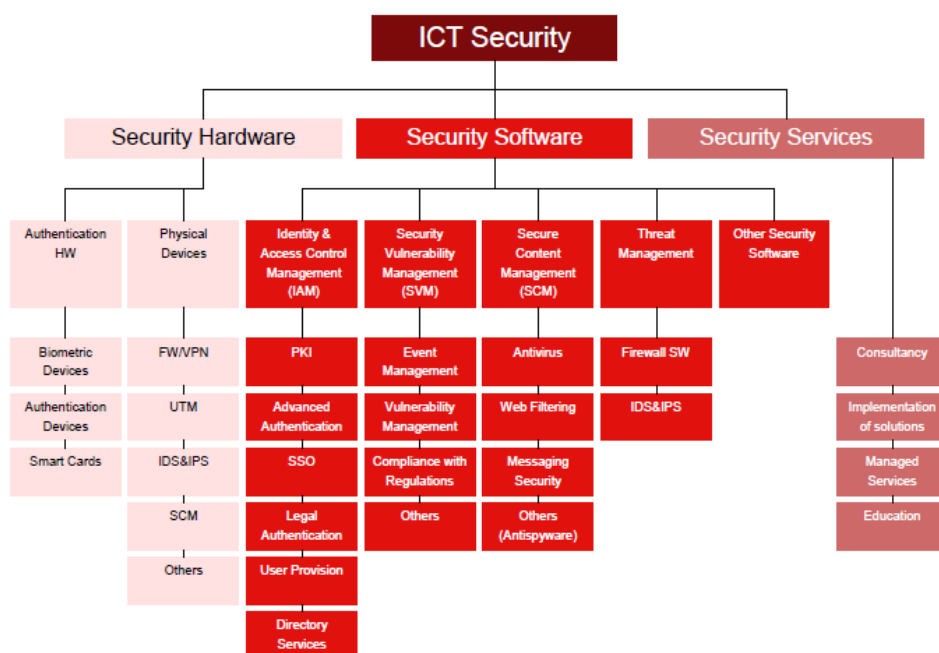 ICT Security
Security Hardware
Security Software
Security Services
Authentication
HW
Physical
Devices
Identity &
Access Control
Management
(IAM)
Security
Vulnerability
Management
(SVM)
Secure
Content
Management
(SCM)
Threat
Management
Other Security
Software
Biometric
Devices
FW/VPN
PKI
Event
Management
Antivirus
Firewall SW
Consultancy
Authentication
Devices
UTM
Advanced
Authentication
Vulnerability
Management
Web Filtering
IDS&IPS
Implementation
of solutions
Smart Cards
IDS&IPS
SSO
Compliance with
Regulations
Messaging
Security
Managed
Services
SCM
Legal
Authentication
Others
Others
(Antispyware)
Education
Others
User Provision
Directory
Services